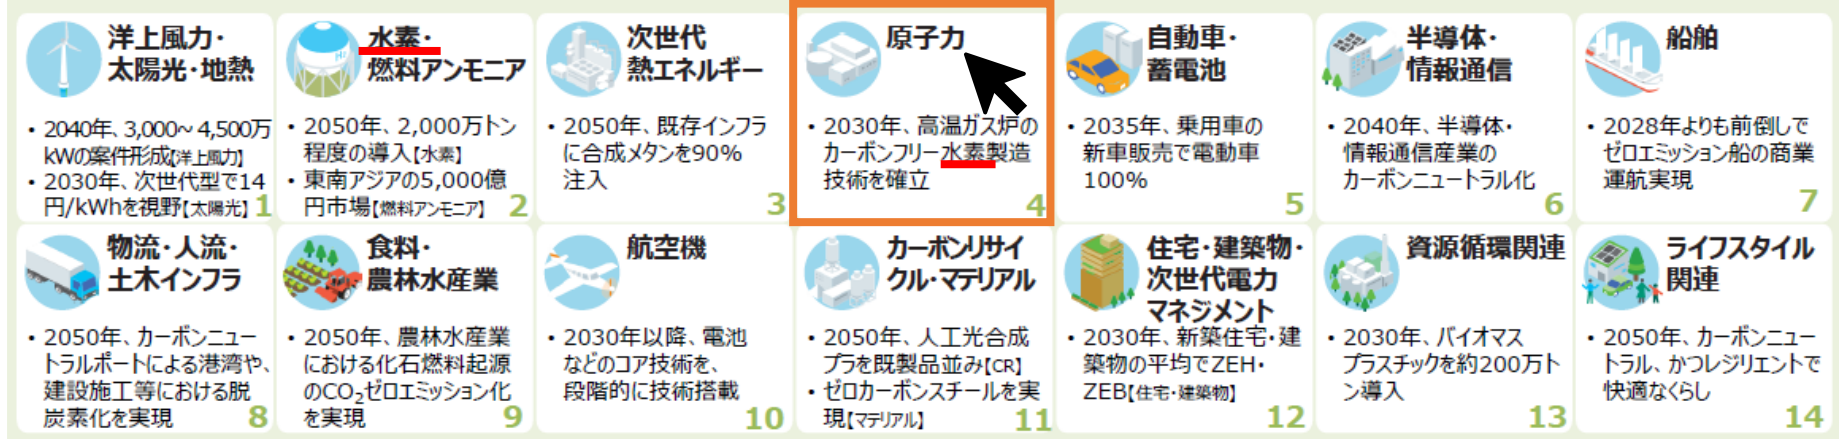 洋上風力・
太陽光・地熱
・2040年、3,000~4,500万
kWの案件形成【洋上風力】
・2030年、次世代型で14
円/kWhを視野【太陽光】
1
水素・
燃料アンモニア
・2050年、2,000万トン
程度の導入【水素】
・東南アジアの5,000億
円市場【燃料アンモニア】
2
次世代
熱エネルギー
・2050年、既存インフラ
に合成メタンを90%
注入
3
原子力
・2030年、高温ガス炉の
カーボンフリー水素製造
技術を確立
4
自動車・
蓄電池
・2035年、乗用車の
新車販売で電動車
100%
5
半導体・
情報通信
・2040年、半導体・
情報通信産業の
カーボンニュートラル化
6
船舶
・2028年よりも前倒しで
ゼロエミッション船の商業
運航実現
7
物流・人流・
土木インフラ
・2050年、カーボンニュー
トラルポートによる港湾や、
建設施工等における脱
炭素化を実現
8
食料・
農林水産業
・2050年、農林水産業
における化石燃料起源
のCO₂ゼロエミッション化
を実現
9
航空機
・2030年以降、電池
などのコア技術を、
段階的に技術搭載
10
カーボンリサイ
クル・マテリアル
・2050年、人工光合成
プラを既製品並み【CR】
・ゼロカーボンスチールを実
現【マテリアル】
11
住宅・建築物・
次世代電力
マネジメント
・2030年、新築住宅・建
築物の平均でZEH・
ZEB【住宅・建築物】
12
資源循環関連
・2030年、バイオマス
プラスチックを約200万ト
ン導入
13
ライフスタイル
関連
・2050年、カーボンニュー
トラル、かつレジリエントで
快適なくらし
14